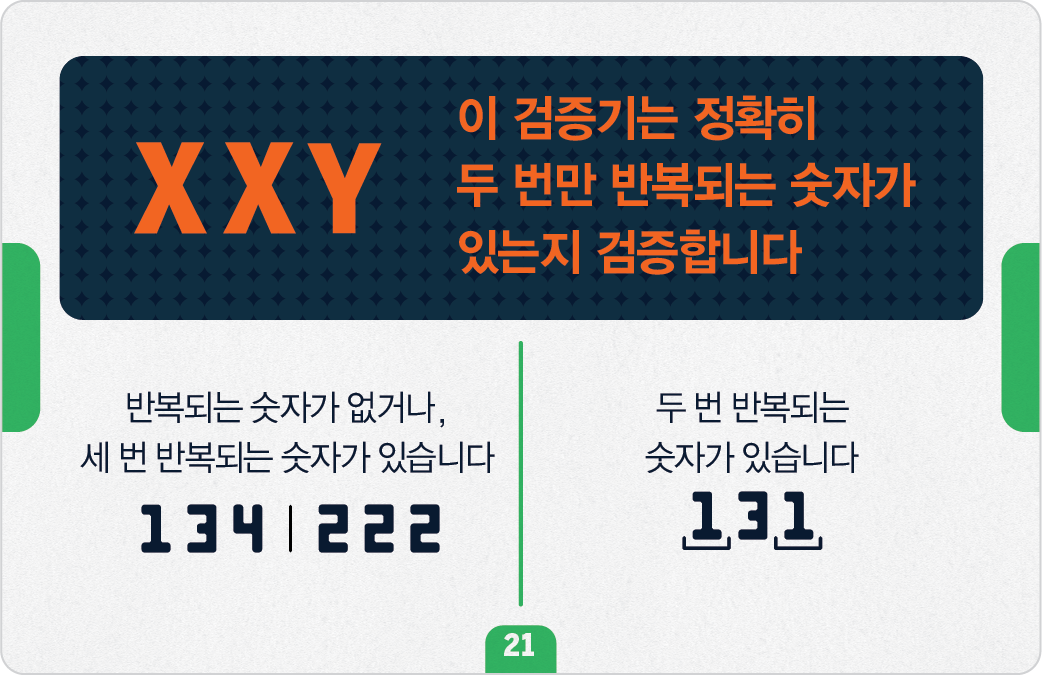 XXY
이 검증기는 정확히
두 번만 반복되는 숫자가
있는지 검증합니다
반복되는 숫자가 없거나,
세 번 반복되는 숫자가 있습니다
134 | 222
두 번 반복되는
숫자가 있습니다
131
21